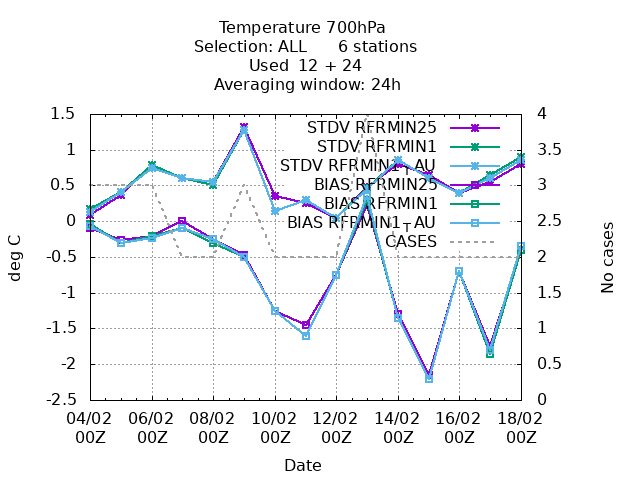 Temperature 700hPa
Selection: ALL 6 stations
Used 12 + 24
Averaging window: 24h
1.5
1
0.5
0
-0.5
-1
-1.5
-2
-2.5
deg C
4
3.5
3
2.5
2
1.5
1
0.5
0
No cases
STDV RFRMIN25
STDV RFRMIN1
STDV RFRMIN1+AU
BIAS RFRMIN25
BIAS RFRMIN1
BIAS RFRMIN1+AU
CASES
04/02 06/02 08/02 10/02 12/02 14/02 16/02 18/02
00Z 00Z 00Z 00Z 00Z 00Z 00Z 00Z
Date